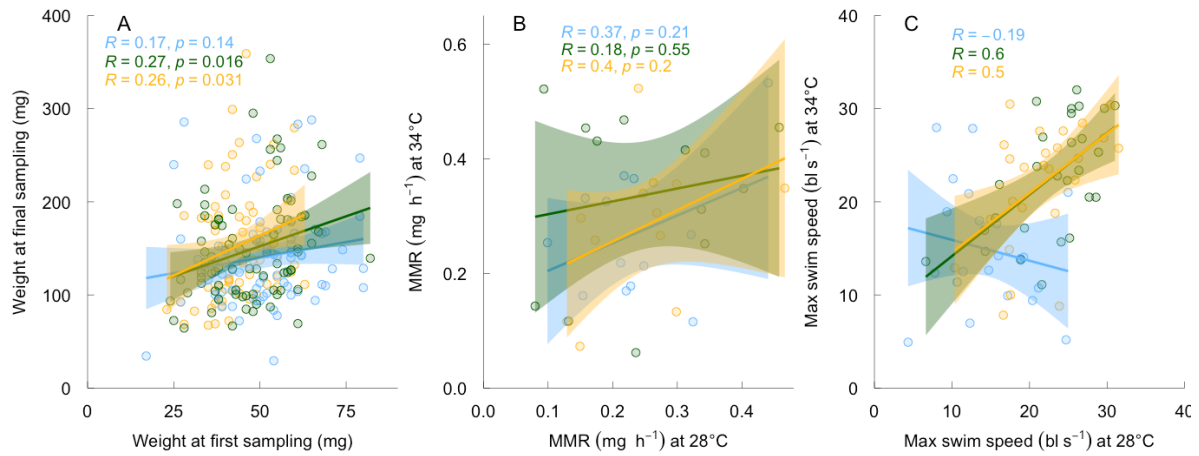 A
R = 0.17, p = 0.14
R = 0.27, p = 0.016
R = 0.26, p = 0.031
Weight at final sampling (mg)
400
300
200
100
0
0
25
50
75
Weight at first sampling (mg)
B
R = 0.37, p = 0.21
R = 0.18, p = 0.55
R = 0.4, p = 0.2
MMR (mg h⁻¹) at 34°C
0.6
0.4
0.2
0.0
0.0
0.1
0.2
0.3
0.4
MMR (mg h⁻¹) at 28°C
C
R = −0.19
R = 0.6
R = 0.5
Max swim speed (bl s⁻¹) at 34°C
40
30
20
10
0
0
10
20
30
40
Max swim speed (bl s⁻¹) at 28°C